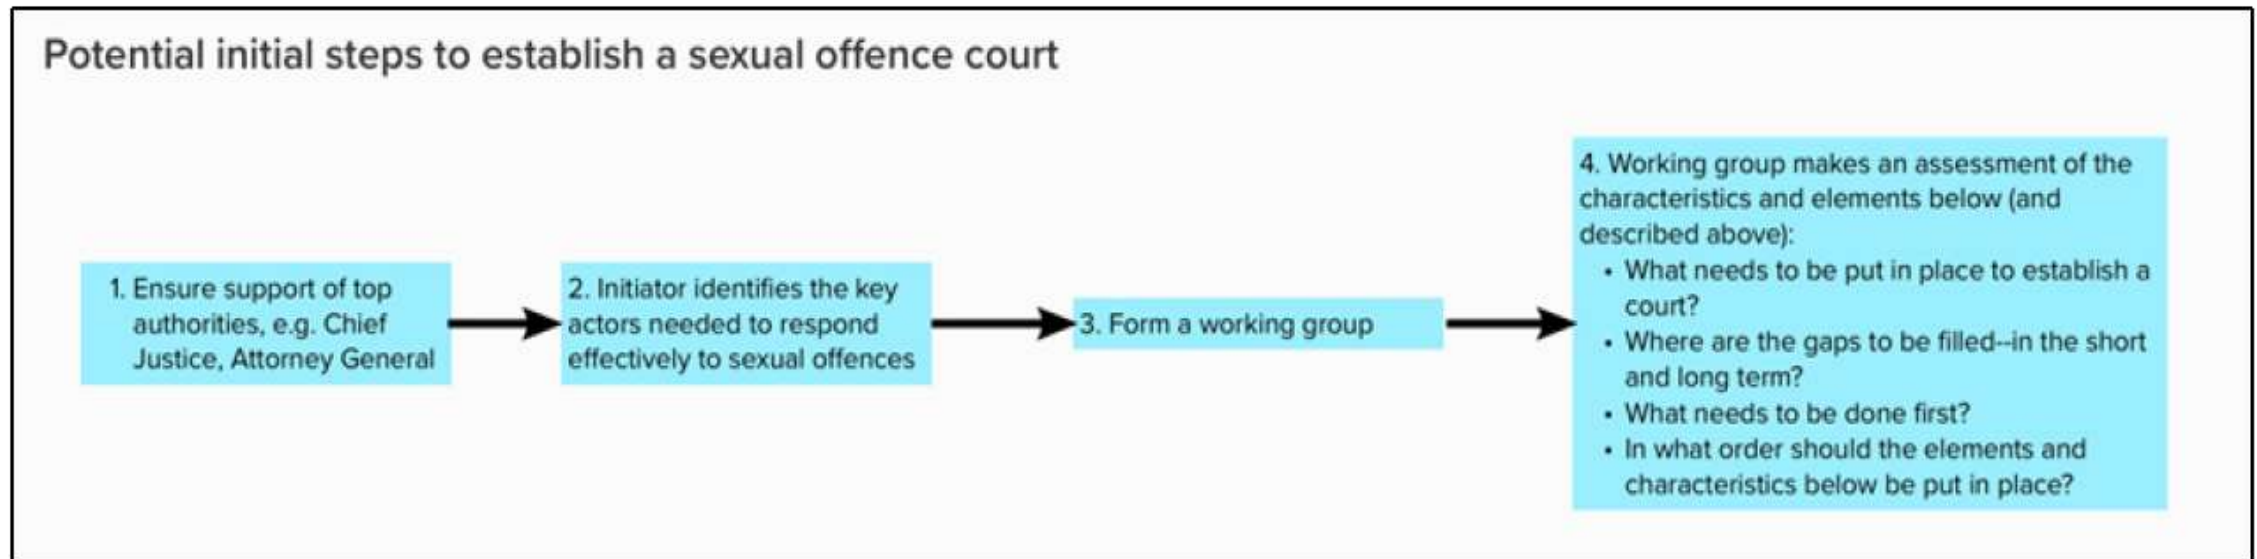 Potential initial steps to establish a sexual offence court
1. Ensure support of top
authorities, e.g. Chief
Justice, Attorney General
2. Initiator identifies the key
actors needed to respond
effectively to sexual offences
3. Form a working group
4. Working group makes an assessment of the
characteristics and elements below (and
described above):
• What needs to be put in place to establish a
court?
• Where are the gaps to be filled--in the short
and long term?
• What needs to be done first?
• In what order should the elements and
characteristics below be put in place?